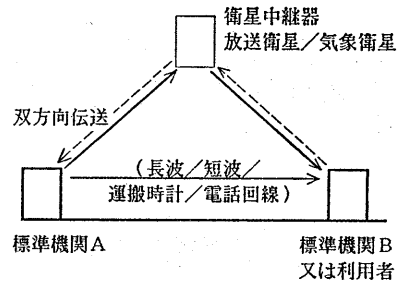 衛星中継器
放送衛星／気象衛星
双方向伝送
(長波／短波／
運搬時計／電話回線)
標準機関A
標準機関B
又は利用者